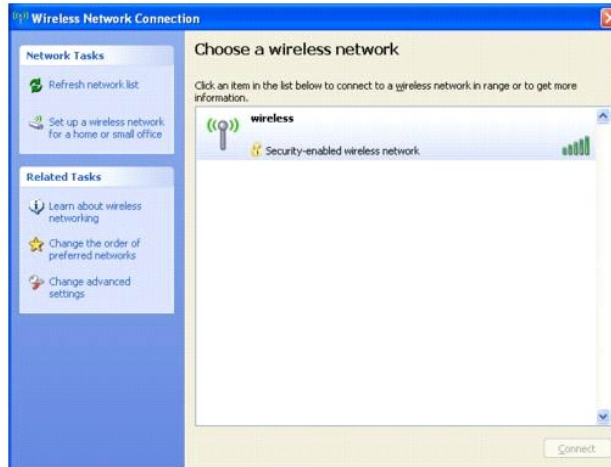 Wireless Network Connection
Network Tasks
Refresh network list
Set up a wireless network
for a home or small office
Related Tasks
Learn about wireless
networking
Change the order of
preferred networks
Change advanced
settings
Choose a wireless network
Click an item in the list below to connect to a wireless network in range or to get more
information.
wireless
Security-enabled wireless network
Connect